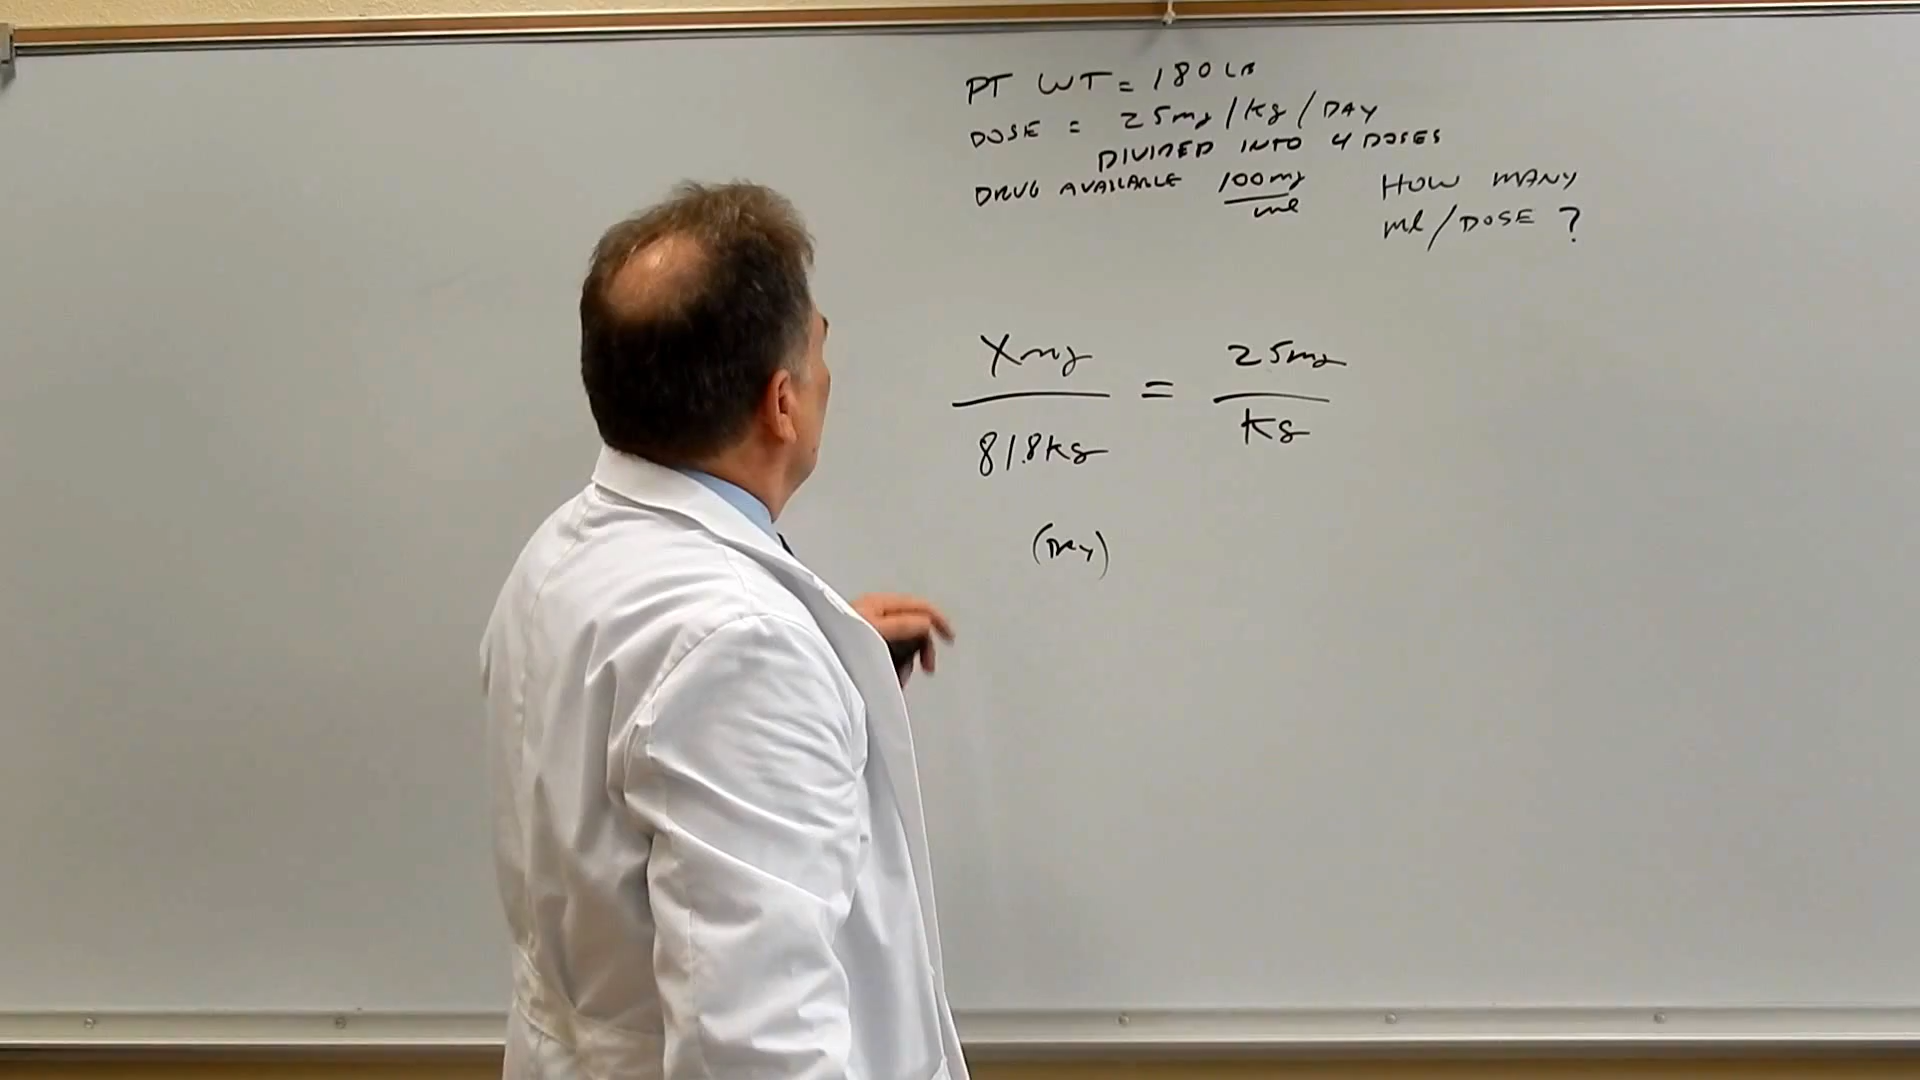 PT WT = 180 LB
DOSE = 25mg/kg/DAY
DIVIDED INTO 4 DOSES
DRUG AVAILABLE 100mg/ml
HOW MANY
ml/DOSE ?
Xmg/81.8kg = 25mg/kg
(DAY)